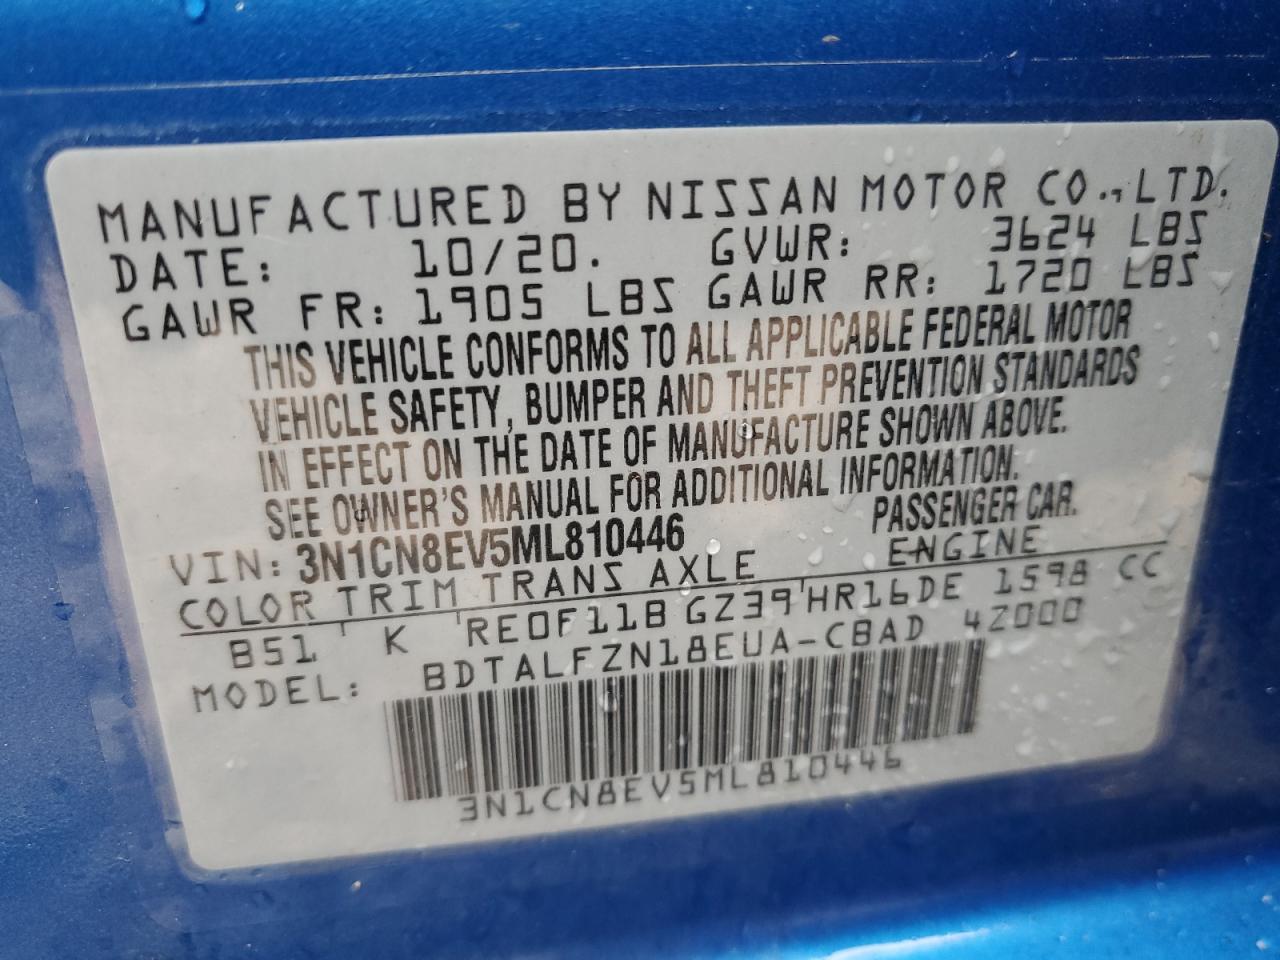 MANUFACTURED BY NISSAN MOTOR CO., LTD.
DATE: 10/20. GVWR: 3624 LBS
GAWR FR: 1905 LBS GAWR RR: 1720 LBS
THIS VEHICLE CONFORMS TO ALL APPLICABLE FEDERAL MOTOR
VEHICLE SAFETY, BUMPER AND THEFT PREVENTION STANDARDS
IN EFFECT ON THE DATE OF MANUFACTURE SHOWN ABOVE.
SEE OWNER'S MANUAL FOR ADDITIONAL INFORMATION.
VIN: 3N1CN8EV5ML810446 PASSENGER CAR.
COLOR TRIM TRANS AXLE ENGINE
B51 K RE0F11B GZ39 HR16DE 1598 CC
MODEL: BDTALFZN18EUA-CBAD 4Z000
3N1CN8EV5ML810446